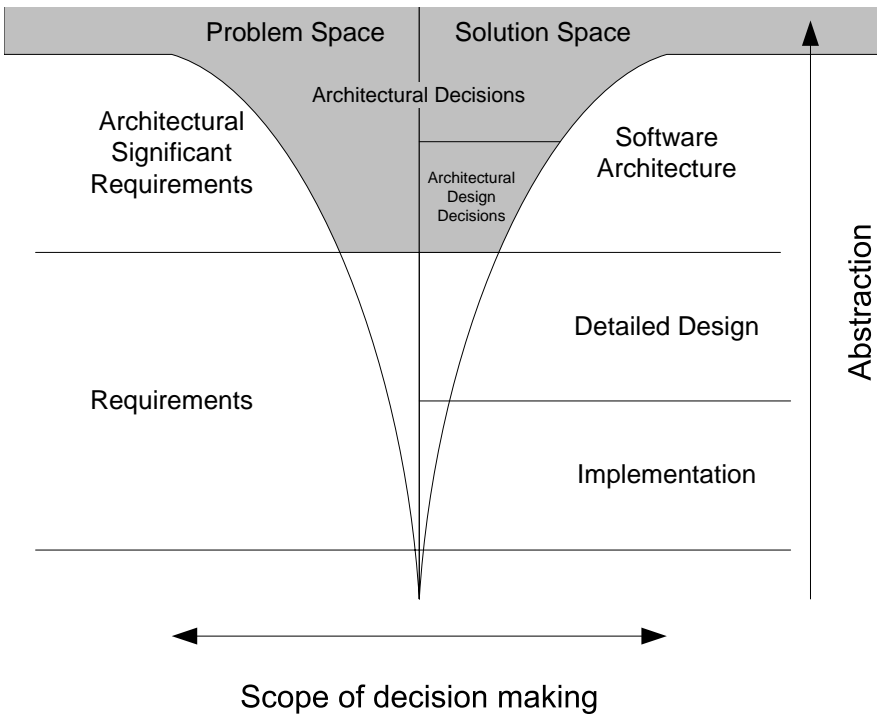 Problem Space
Solution Space
Architectural Decisions
Architectural
Significant
Requirements
Software
Architecture
Architectural
Design
Decisions
Abstraction
Detailed Design
Requirements
Implementation
Scope of decision making